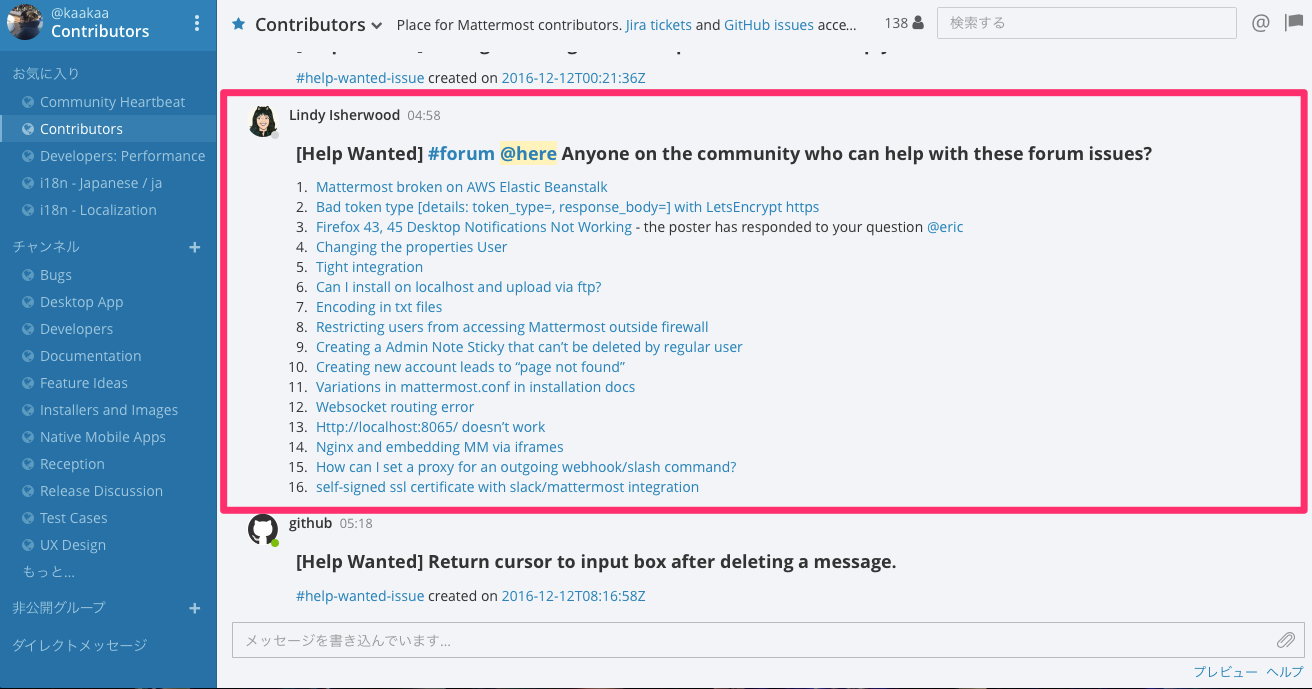 @kaakaa
Contributors
お気に入り
Community Heartbeat
Contributors
Developers: Performance
i18n - Japanese / ja
i18n - Localization
チャンネル +
Bugs
Desktop App
Developers
Documentation
Feature Ideas
Installers and Images
Native Mobile Apps
Reception
Release Discussion
Test Cases
UX Design
もっと...
非公開グループ +
ダイレクトメッセージ
Contributors Place for Mattermost contributors. Jira tickets and GitHub issues acce... 138 検索する @
#help-wanted-issue created on 2016-12-12T00:21:36Z
Lindy Isherwood 04:58
[Help Wanted] #forum @here Anyone on the community who can help with these forum issues?
1. Mattermost broken on AWS Elastic Beanstalk
2. Bad token type [details: token_type=, response_body=] with LetsEncrypt https
3. Firefox 43, 45 Desktop Notifications Not Working - the poster has responded to your question @eric
4. Changing the properties User
5. Tight integration
6. Can I install on localhost and upload via ftp?
7. Encoding in txt files
8. Restricting users from accessing Mattermost outside firewall
9. Creating a Admin Note Sticky that can’t be deleted by regular user
10. Creating new account leads to “page not found”
11. Variations in mattermost.conf in installation docs
12. Websocket routing error
13. Http://localhost:8065/ doesn’t work
14. Nginx and embedding MM via iframes
15. How can I set a proxy for an outgoing webhook/slash command?
16. self-signed ssl certificate with slack/mattermost integration
github 05:18
[Help Wanted] Return cursor to input box after deleting a message.
#help-wanted-issue created on 2016-12-12T08:16:58Z
メッセージを書き込んでいます...
プレビュー ヘルプ